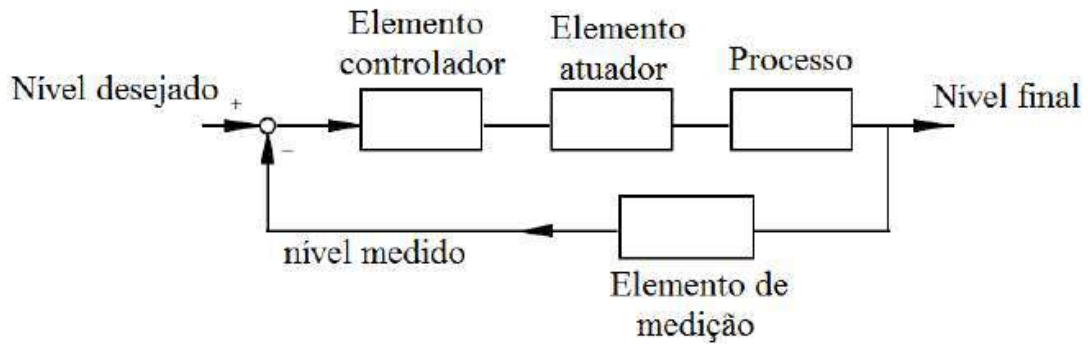 Elemento
controlador
Elemento
atuador
Processo
Nível desejado
+
−
Nível final
nível medido
Elemento de
medição